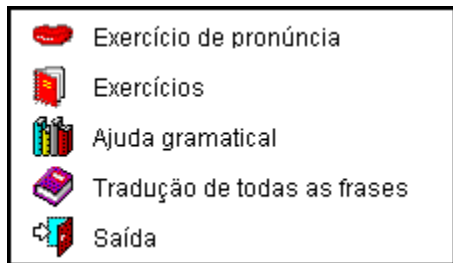 Exercício de pronúncia
Exercícios
Ajuda gramatical
Tradução de todas as frases
Saída